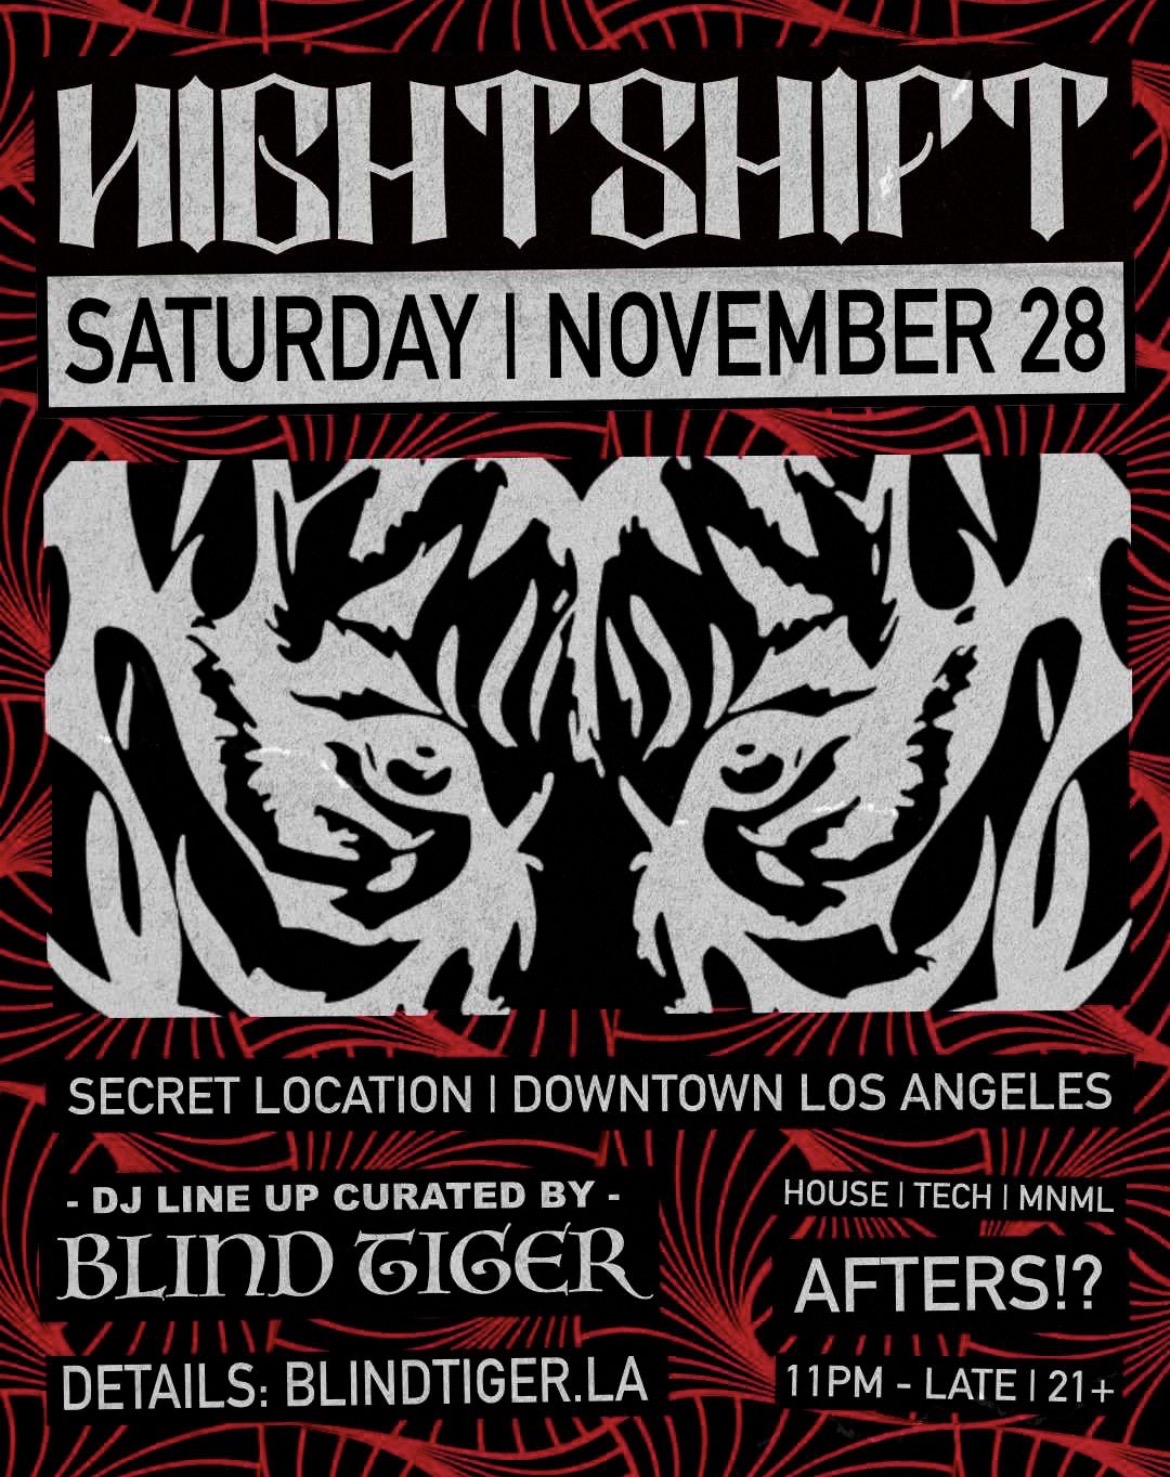 NIGHTSHIFT
SATURDAY | NOVEMBER 28
SECRET LOCATION | DOWNTOWN LOS ANGELES
- DJ LINE UP CURATED BY -
BLIND TIGER
DETAILS: BLINDTIGER.LA
HOUSE | TECH | MNML
AFTERS!?
11PM - LATE | 21+